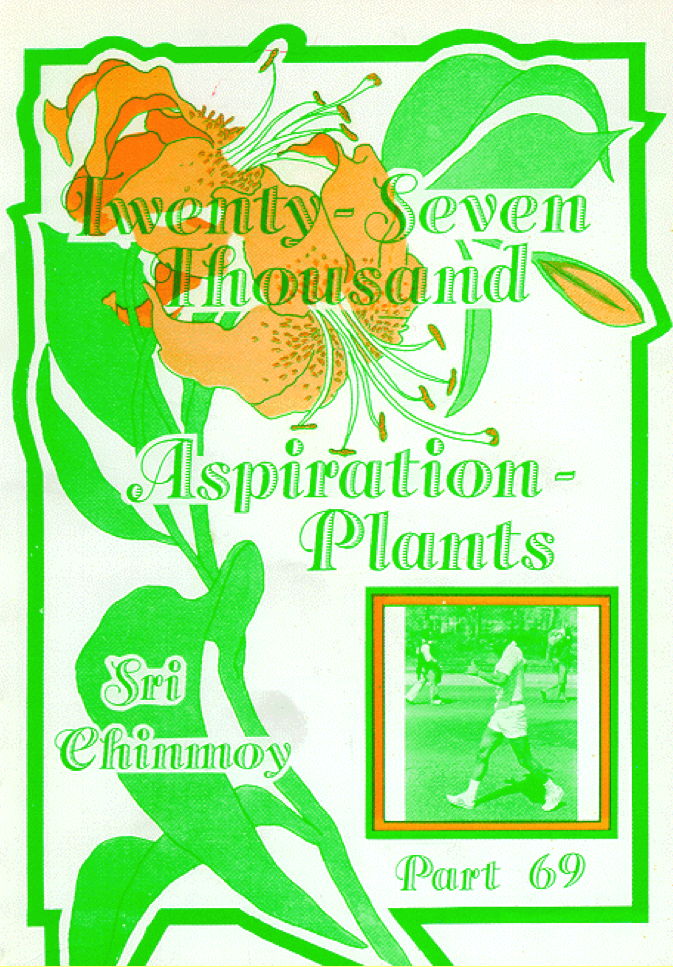 Twenty-Seven
Thousand
Aspiration-
Plants
Sri
Chinmoy
Part 69